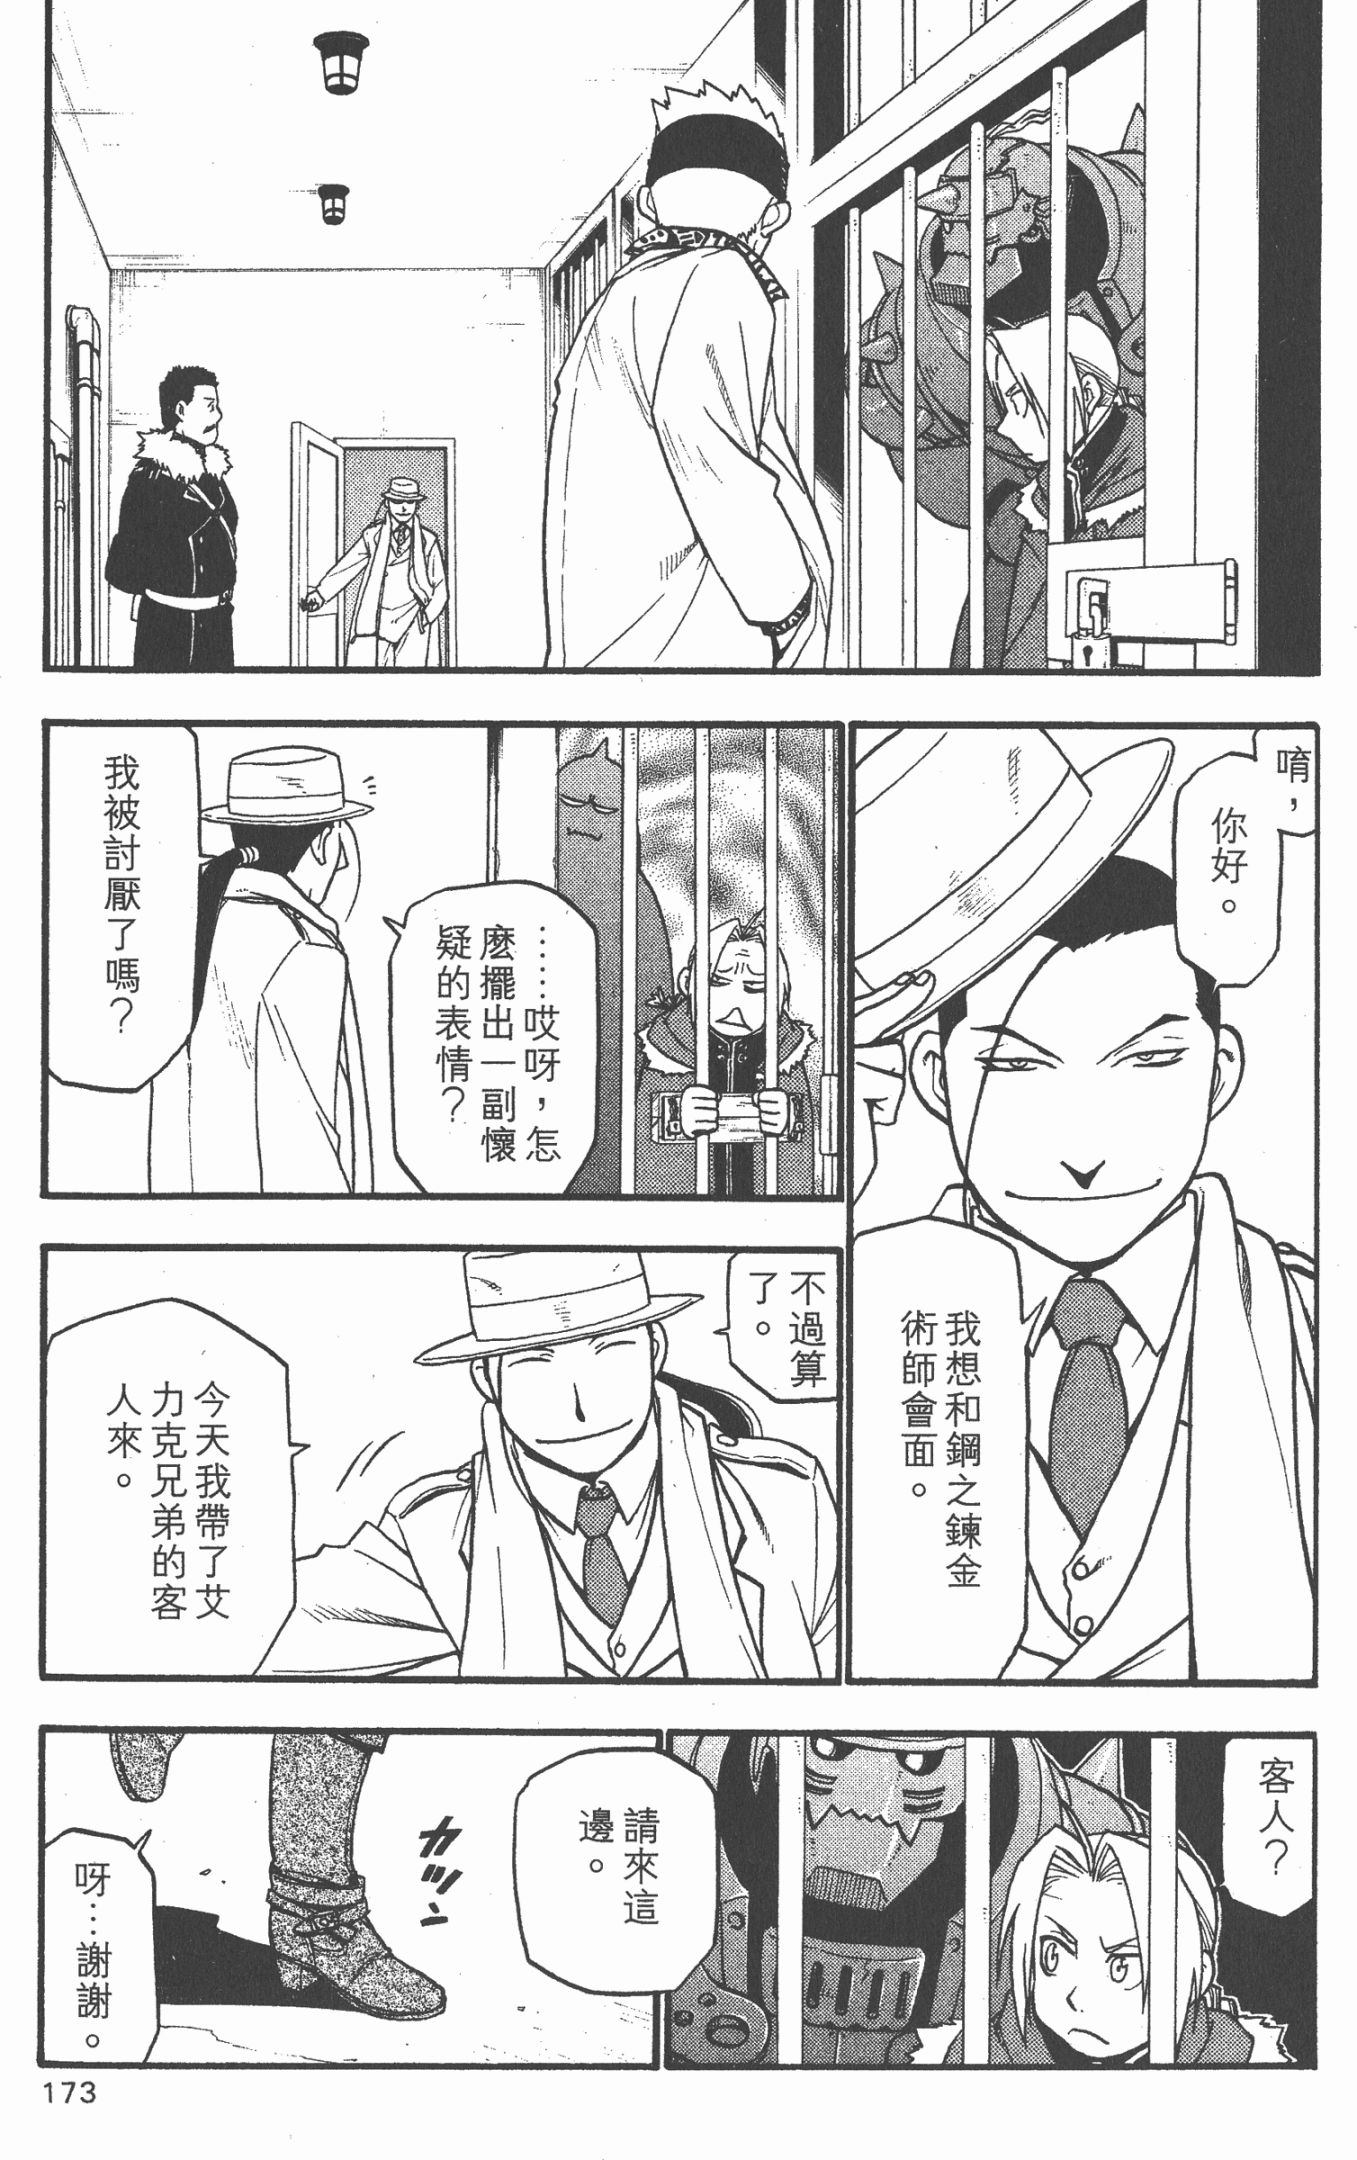 唷，
你好。
我想和鋼之鍊金
術師會面。
……哎呀，怎
麼擺出一副懷
疑的表情？
我被討厭了嗎？
不過算
了。
今天我帶了艾
力克兄弟的客
人來。
客人？
請來這
邊。
カツン
呀…謝謝。
173